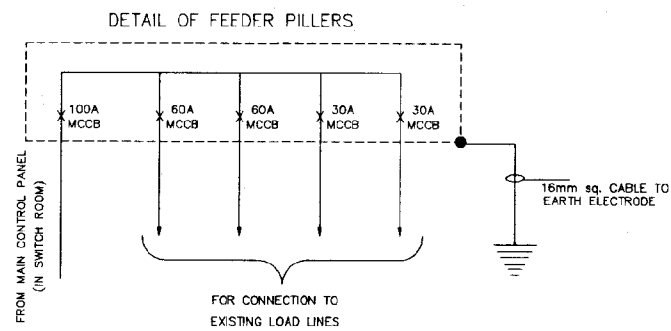 DETAIL OF FEEDER PILLERS
100A
MCCB
60A
MCCB
60A
MCCB
30A
MCCB
30A
MCCB
FROM MAIN CONTROL PANEL
(IN SWITCH ROOM)
16mm sq. CABLE TO
EARTH ELECTRODE
FOR CONNECTION TO
EXISTING LOAD LINES